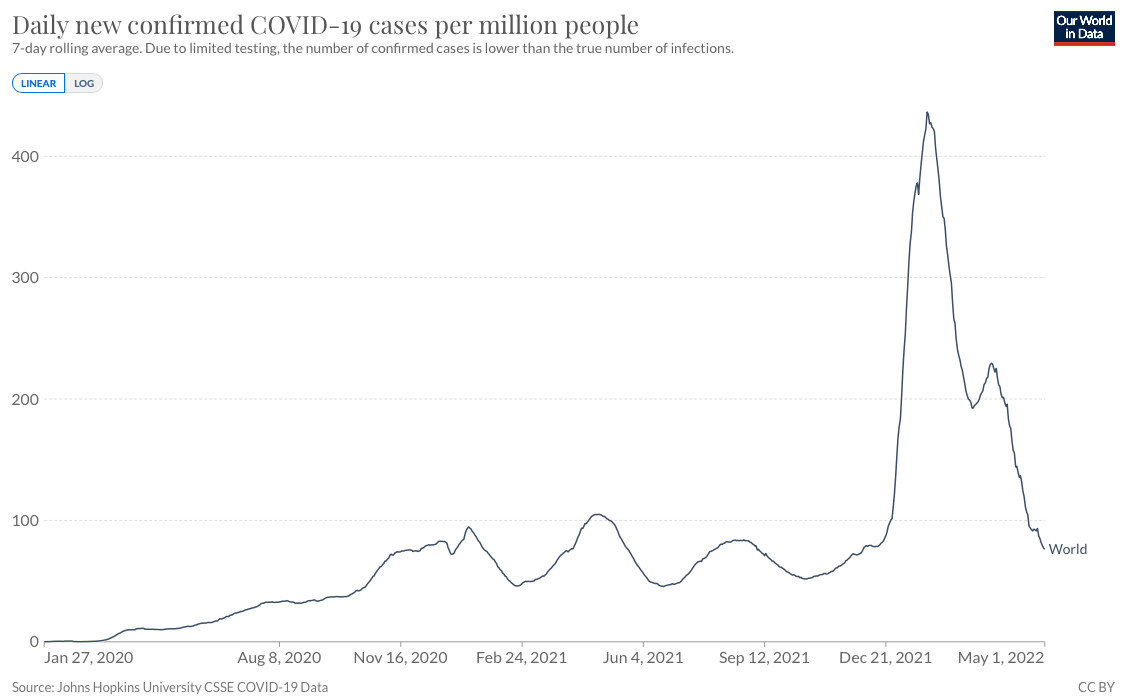 Daily new confirmed COVID-19 cases per million people
Our World
in Data
7-day rolling average. Due to limited testing, the number of confirmed cases is lower than the true number of infections.
LINEAR LOG
400
300
200
100
World
0
Jan 27, 2020 Aug 8, 2020 Nov 16, 2020 Feb 24, 2021 Jun 4, 2021 Sep 12, 2021 Dec 21, 2021 May 1, 2022
Source: Johns Hopkins University CSSE COVID-19 Data CC BY